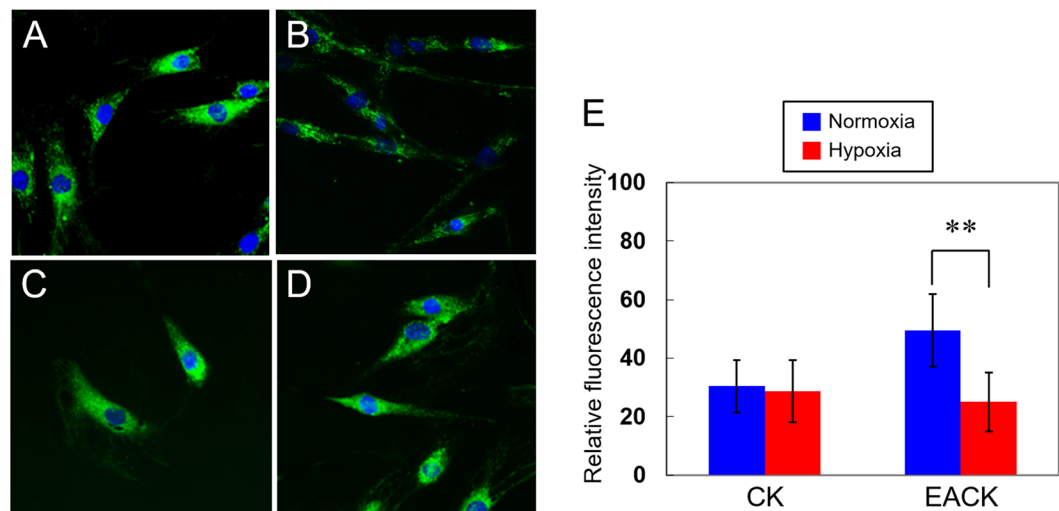 A
B
C
D
E
Normoxia
Hypoxia
Relative fluorescence intensity
100
80
60
40
20
0
**
CK
EACK